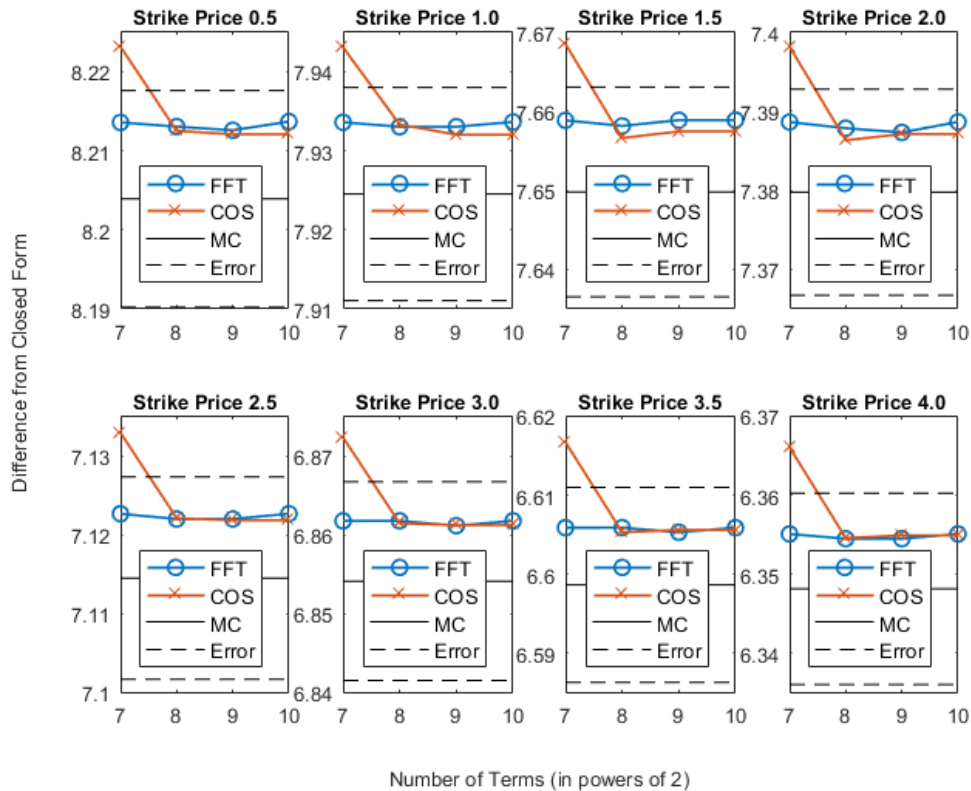 Strike Price 0.5
8.22
8.21
8.2
8.19
7 8 9 10
FFT
COS
MC
Error
Strike Price 1.0
7.94
7.93
7.92
7.91
7 8 9 10
FFT
COS
MC
Error
Strike Price 1.5
7.67
7.66
7.65
7.64
7 8 9 10
FFT
COS
MC
Error
Strike Price 2.0
7.4
7.39
7.38
7.37
7 8 9 10
FFT
COS
MC
Error
Difference from Closed Form
Strike Price 2.5
7.13
7.12
7.11
7.1
7 8 9 10
FFT
COS
MC
Error
Strike Price 3.0
6.87
6.86
6.85
6.84
7 8 9 10
FFT
COS
MC
Error
Strike Price 3.5
6.62
6.61
6.6
6.59
7 8 9 10
FFT
COS
MC
Error
Strike Price 4.0
6.37
6.36
6.35
6.34
7 8 9 10
FFT
COS
MC
Error
Number of Terms (in powers of 2)